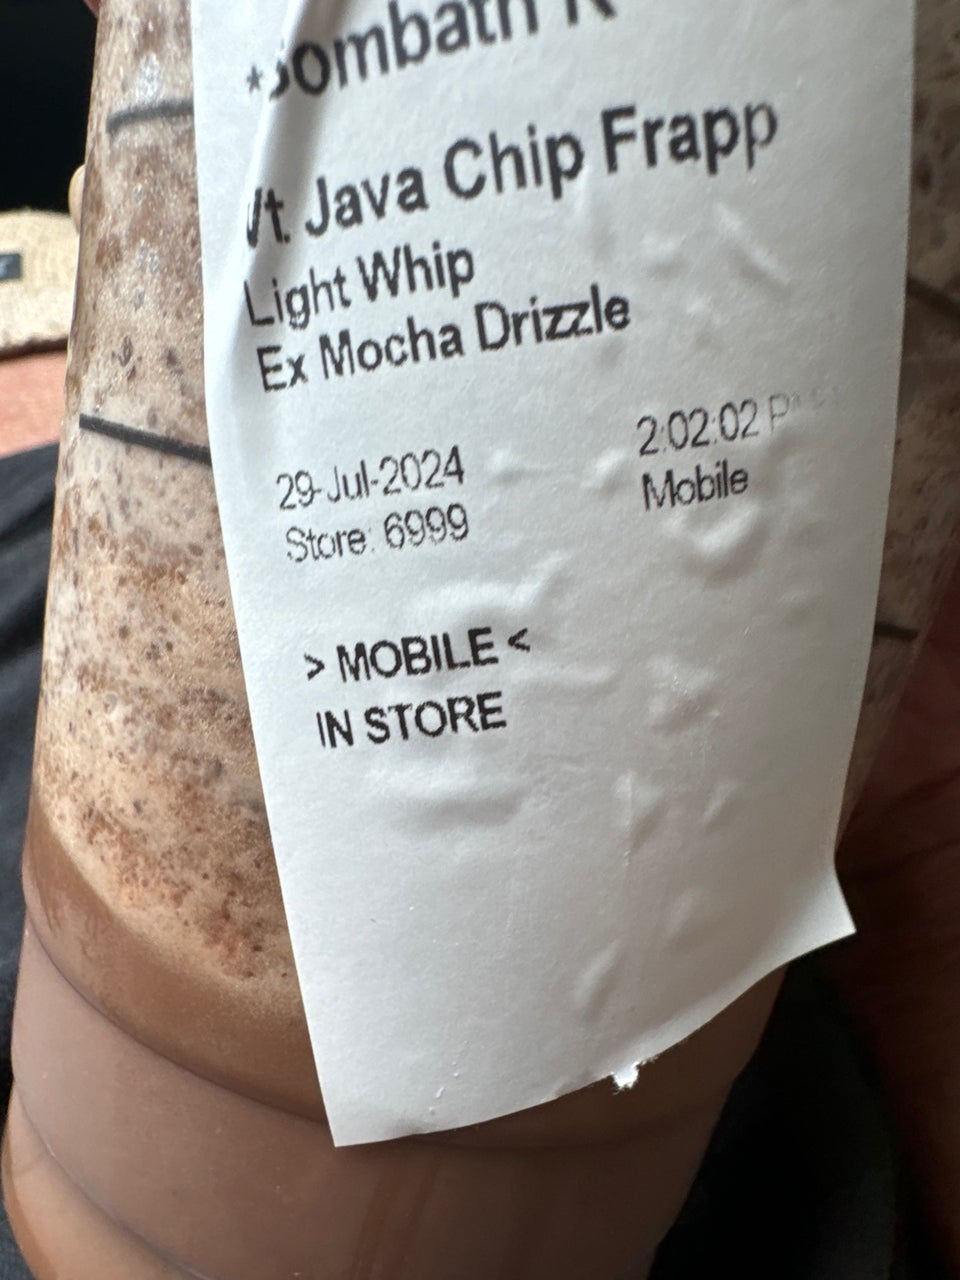 Java Chip Frapp
Light Whip
Ex Mocha Drizzle
29-Jul-2024 2:02:02
Store: 6999 Mobile
> MOBILE <
IN STORE